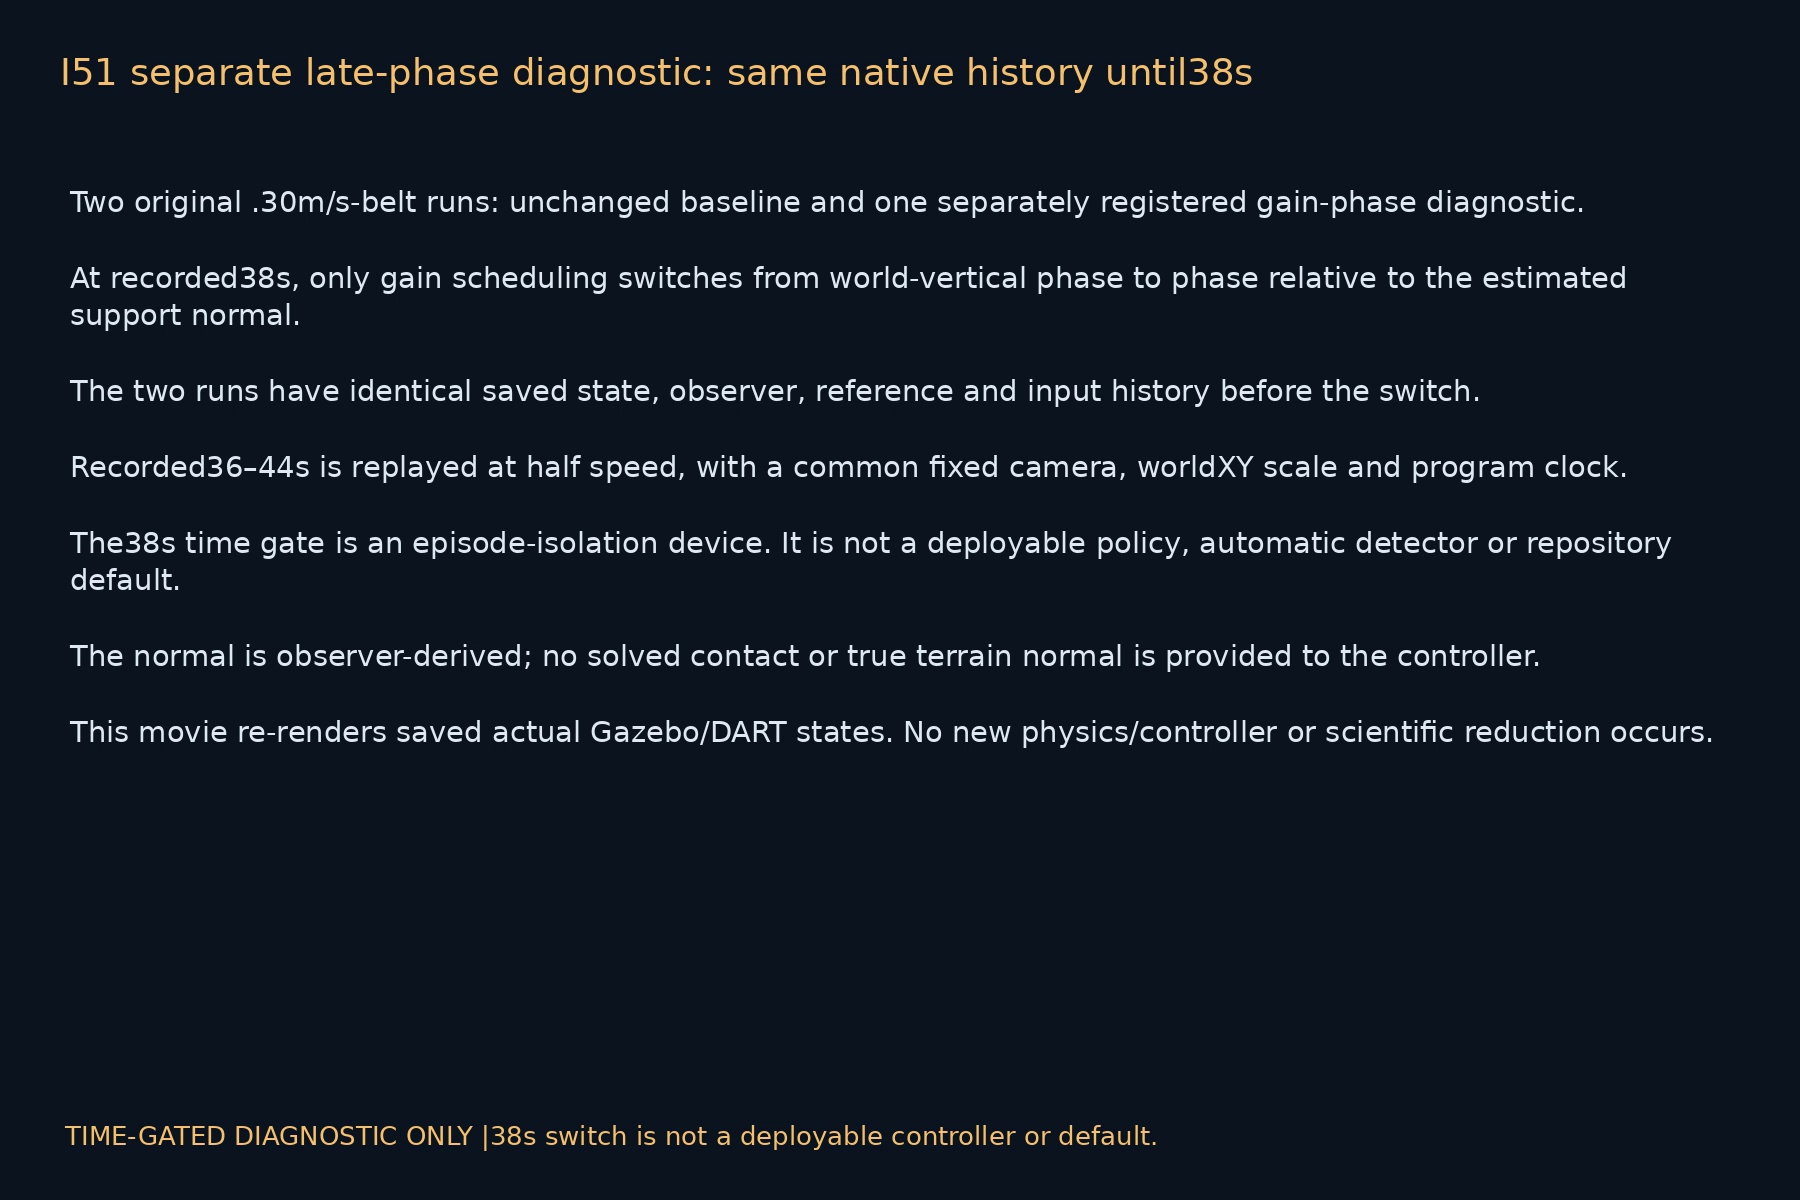 I51 separate late-phase diagnostic: same native history until38s
Two original .30m/s-belt runs: unchanged baseline and one separately registered gain-phase diagnostic.
At recorded38s, only gain scheduling switches from world-vertical phase to phase relative to the estimated
support normal.
The two runs have identical saved state, observer, reference and input history before the switch.
Recorded36–44s is replayed at half speed, with a common fixed camera, worldXY scale and program clock.
The38s time gate is an episode-isolation device. It is not a deployable policy, automatic detector or repository
default.
The normal is observer-derived; no solved contact or true terrain normal is provided to the controller.
This movie re-renders saved actual Gazebo/DART states. No new physics/controller or scientific reduction occurs.
TIME-GATED DIAGNOSTIC ONLY |38s switch is not a deployable controller or default.